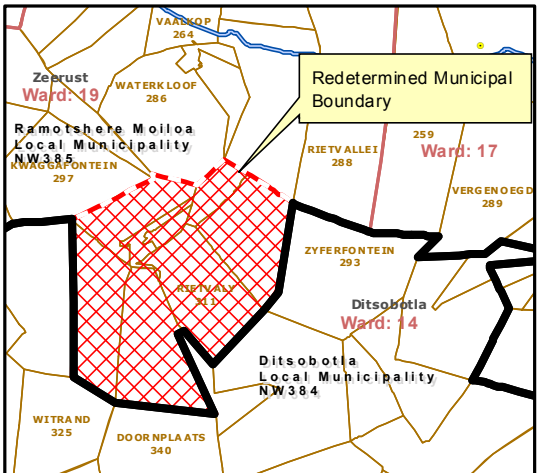 VAALKOP
264
Zeerust
Ward: 19
WATERKLOOF
286
Redetermined Municipal
Boundary
Ramotshere Moiloa
Local Municipality
NW385
KWAGGAFONTEIN
297
RIETVALLEI
288
259
Ward: 17
VERGENOEGD
289
ZYFERFONTEIN
293
RIETVALY
311
Ditsobotla
Ward: 14
Ditsobotla
Local Municipality
NW384
WITRAND
325
DOORNPLAATS
340